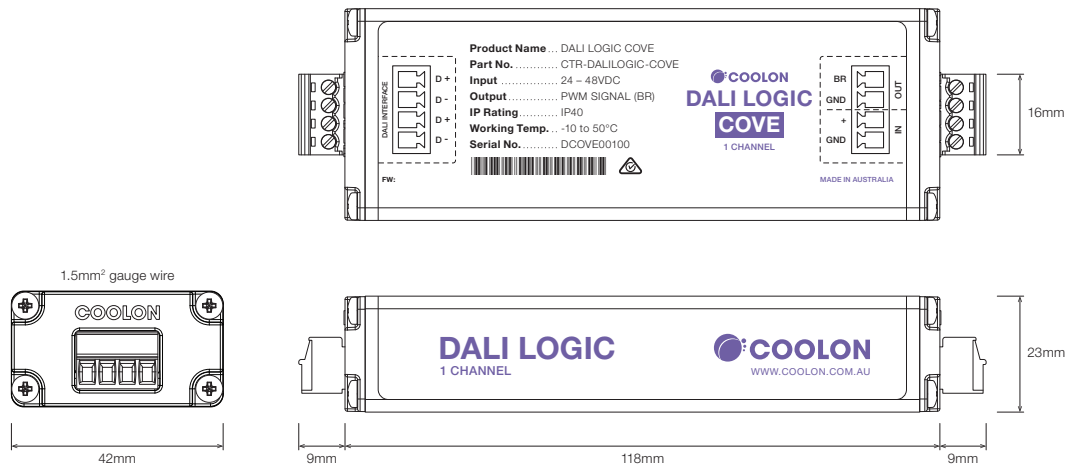 Product Name ... DALI LOGIC COVE
Part No. ............ CTR-DALILOGIC-COVE
Input ................ 24 – 48VDC
Output ............. PWM SIGNAL (BR)
IP Rating .......... IP40
Working Temp. .. -10 to 50°C
Serial No. .......... DCOVE00100
DALI INTERFACE
D +
D -
D +
D -
FW:
COOLON
DALI LOGIC
COVE
1 CHANNEL
BR
GND
OUT
+
GND
IN
MADE IN AUSTRALIA
16mm
1.5mm² gauge wire
COOLON
42mm
DALI LOGIC
1 CHANNEL
COOLON
WWW.COOLON.COM.AU
23mm
9mm
118mm
9mm